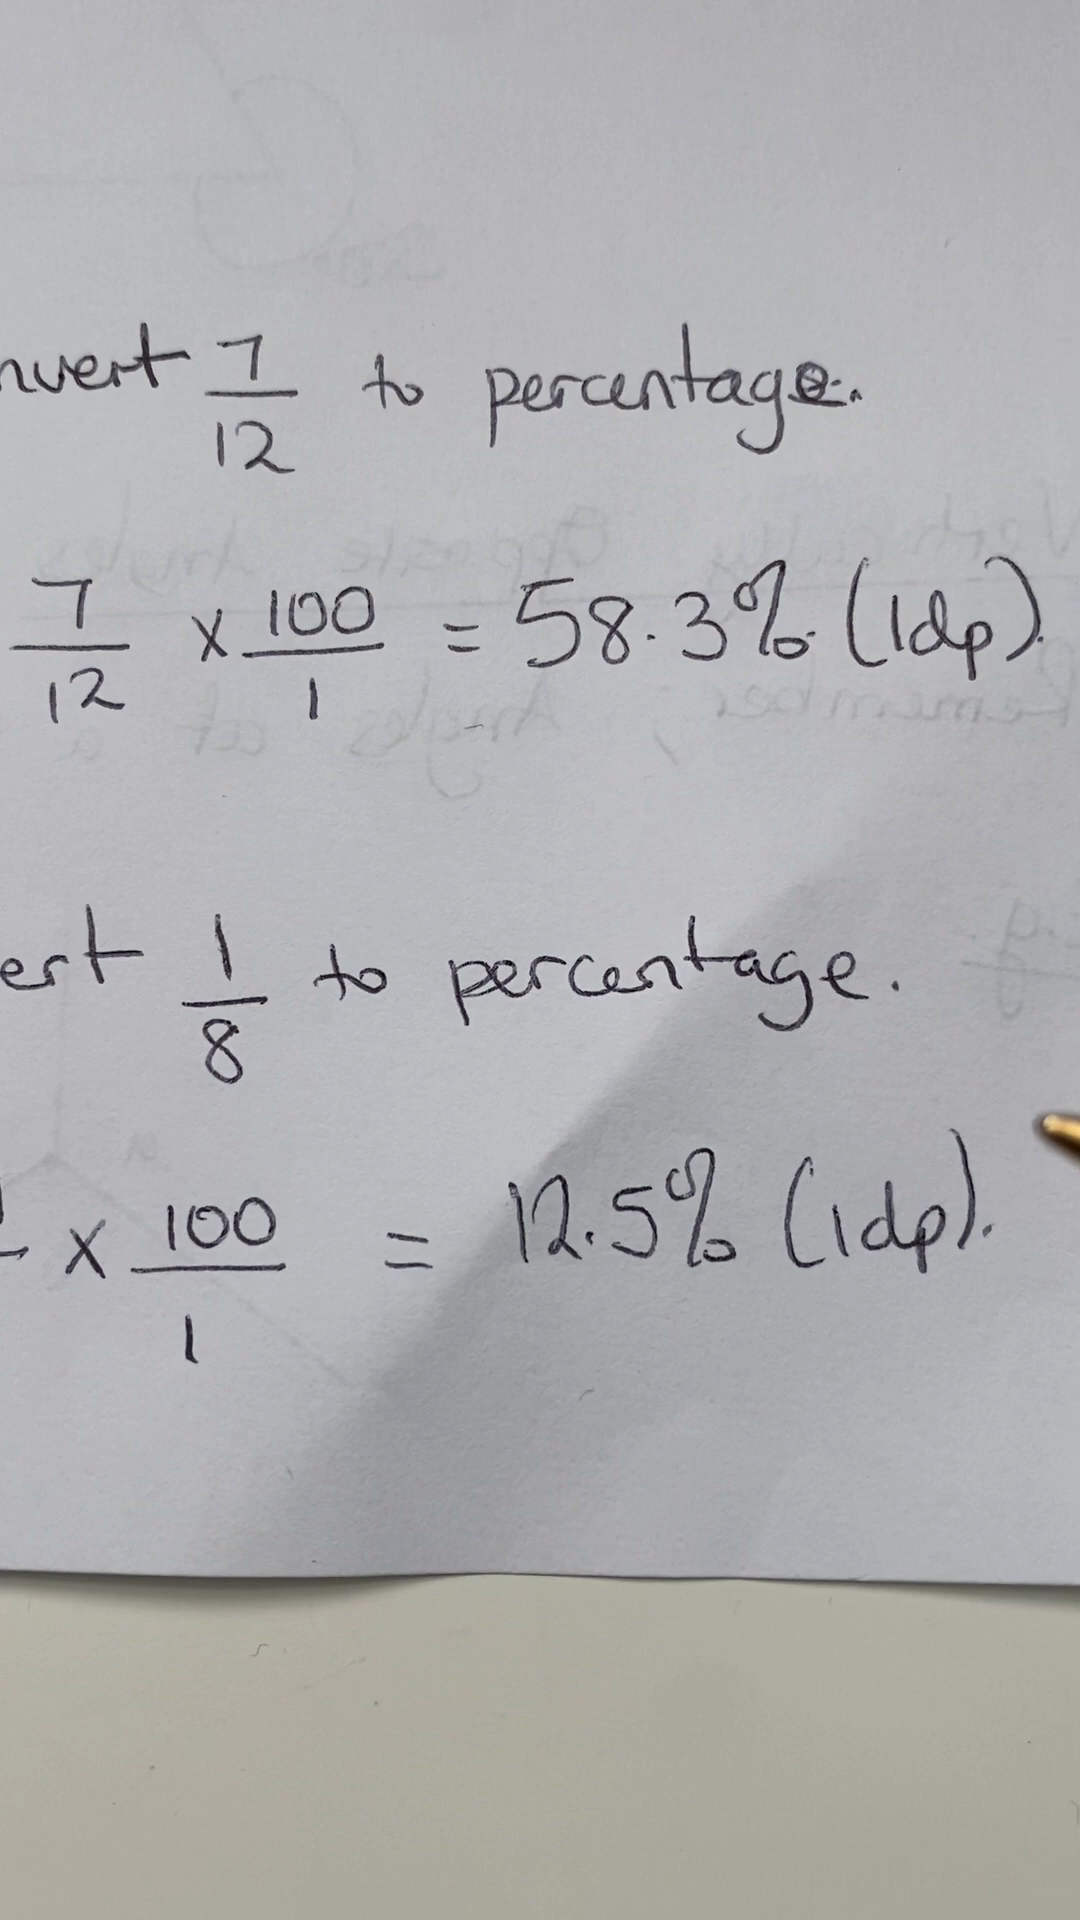 nvert 7/12 to percentage.
7/12 x 100/1 = 58.3% (1dp).
ert 1/8 to percentage.
x 100/1 = 12.5% (1dp).